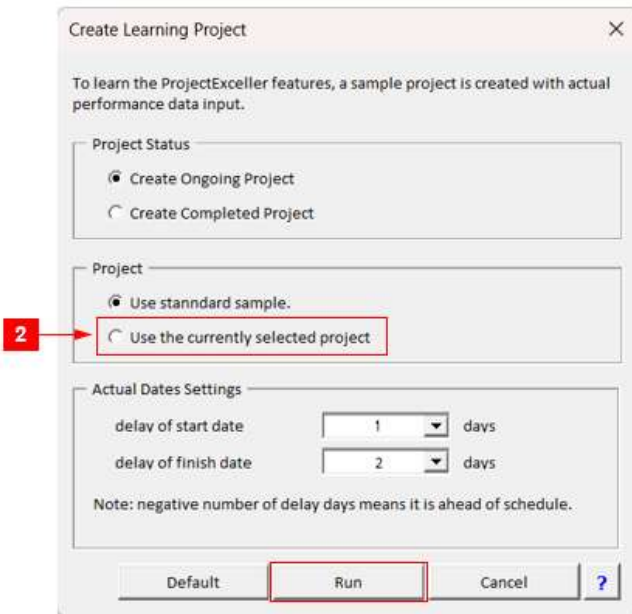 Create Learning Project
To learn the ProjectExceller features, a sample project is created with actual
performance data input.
Project Status
Create Ongoing Project
Create Completed Project
Project
Use stanndard sample.
2
Use the currently selected project
Actual Dates Settings
delay of start date 1 days
delay of finish date 2 days
Note: negative number of delay days means it is ahead of schedule.
Default Run Cancel ?